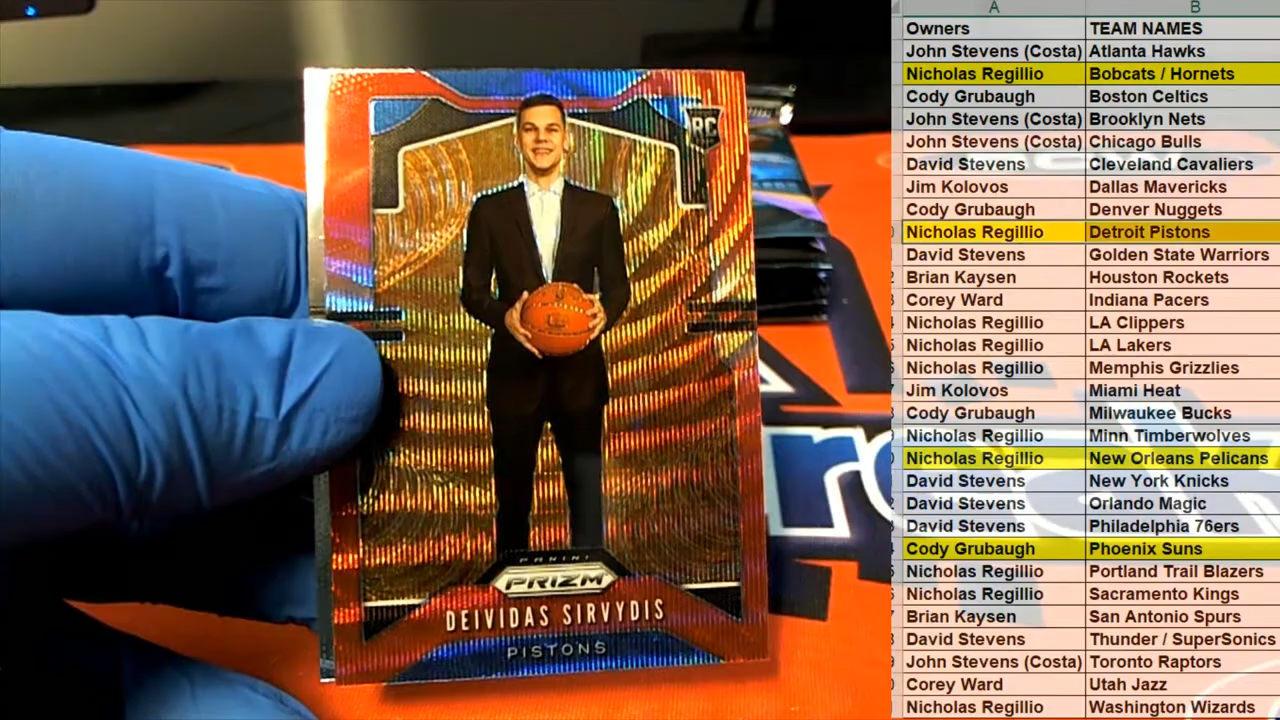 RC
PANINI
PRIZM
DEIVIDAS SIRVYDIS
PISTONS
A B
Owners TEAM NAMES
John Stevens (Costa) Atlanta Hawks
Nicholas Regillio Bobcats / Hornets
Cody Grubaugh Boston Celtics
John Stevens (Costa) Brooklyn Nets
John Stevens (Costa) Chicago Bulls
David Stevens Cleveland Cavaliers
Jim Kolovos Dallas Mavericks
Cody Grubaugh Denver Nuggets
Nicholas Regillio Detroit Pistons
David Stevens Golden State Warriors
Brian Kaysen Houston Rockets
Corey Ward Indiana Pacers
Nicholas Regillio LA Clippers
Nicholas Regillio LA Lakers
Nicholas Regillio Memphis Grizzlies
Jim Kolovos Miami Heat
Cody Grubaugh Milwaukee Bucks
Nicholas Regillio Minn Timberwolves
Nicholas Regillio New Orleans Pelicans
David Stevens New York Knicks
David Stevens Orlando Magic
David Stevens Philadelphia 76ers
Cody Grubaugh Phoenix Suns
Nicholas Regillio Portland Trail Blazers
Nicholas Regillio Sacramento Kings
Brian Kaysen San Antonio Spurs
David Stevens Thunder / SuperSonics
John Stevens (Costa) Toronto Raptors
Corey Ward Utah Jazz
Nicholas Regillio Washington Wizards